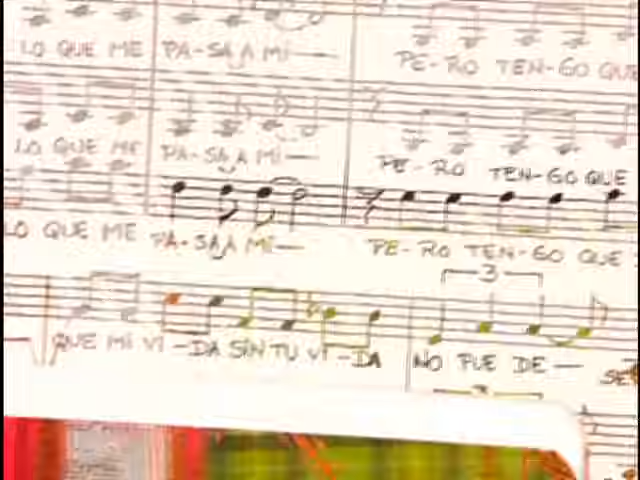 LO QUE ME PA-SA A MI— PE-RO TEN-GO QUE
LO QUE ME PA-SA A MI— PE-RO TEN-GO QUE
LO QUE ME PA-SA A MI— PE-RO TEN-GO QUE
3
QUE MI VI-DA SIN TU VI-DA NO PUE DE— SE
3